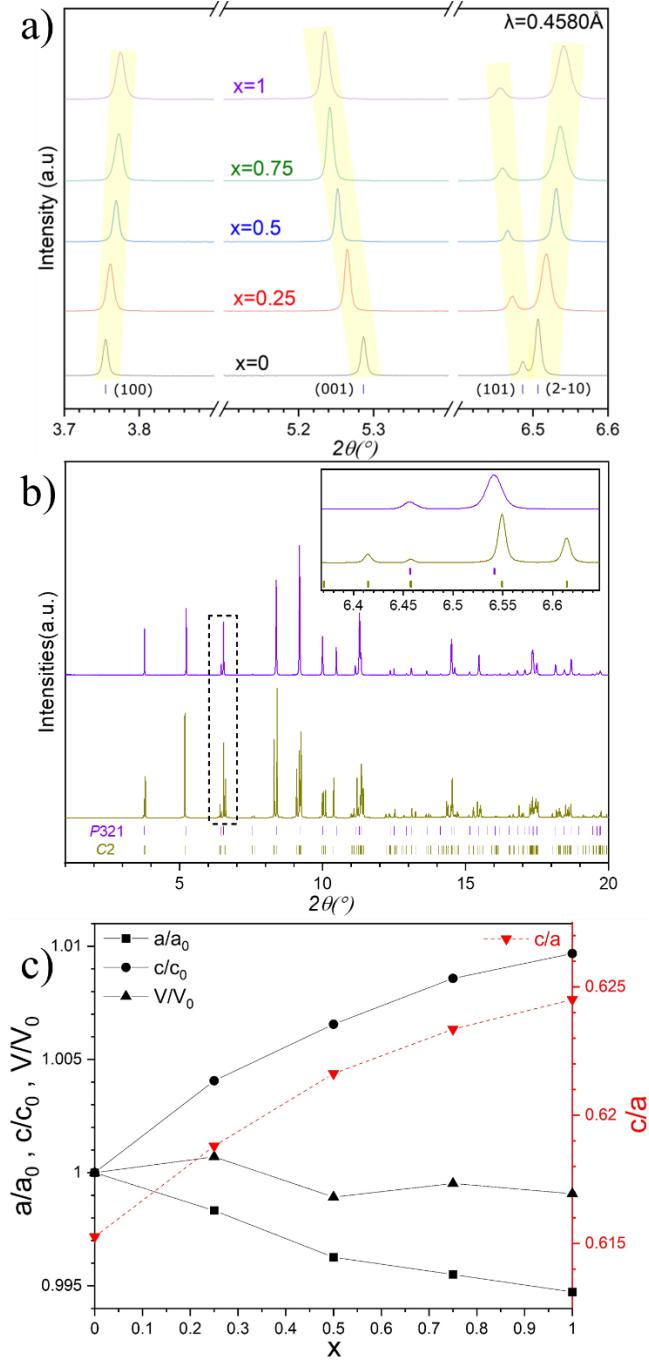 a)
λ=0.4580Å
Intensity (a.u)
x=1
x=0.75
x=0.5
x=0.25
x=0
(100)
(001)
(101)
(2-10)
3.7
3.8
5.2
5.3
6.5
6.6
2θ(°)
b)
Intensities(a.u.)
6.4
6.45
6.5
6.55
6.6
P321
C2
5
10
15
20
2θ(°)
c)
a/a0
c/c0
V/V0
c/a
1.01
1.005
1
0.995
a/a0 , c/c0 , V/V0
0.625
0.62
0.615
c/a
0
0.1
0.2
0.3
0.4
0.5
0.6
0.7
0.8
0.9
1
x